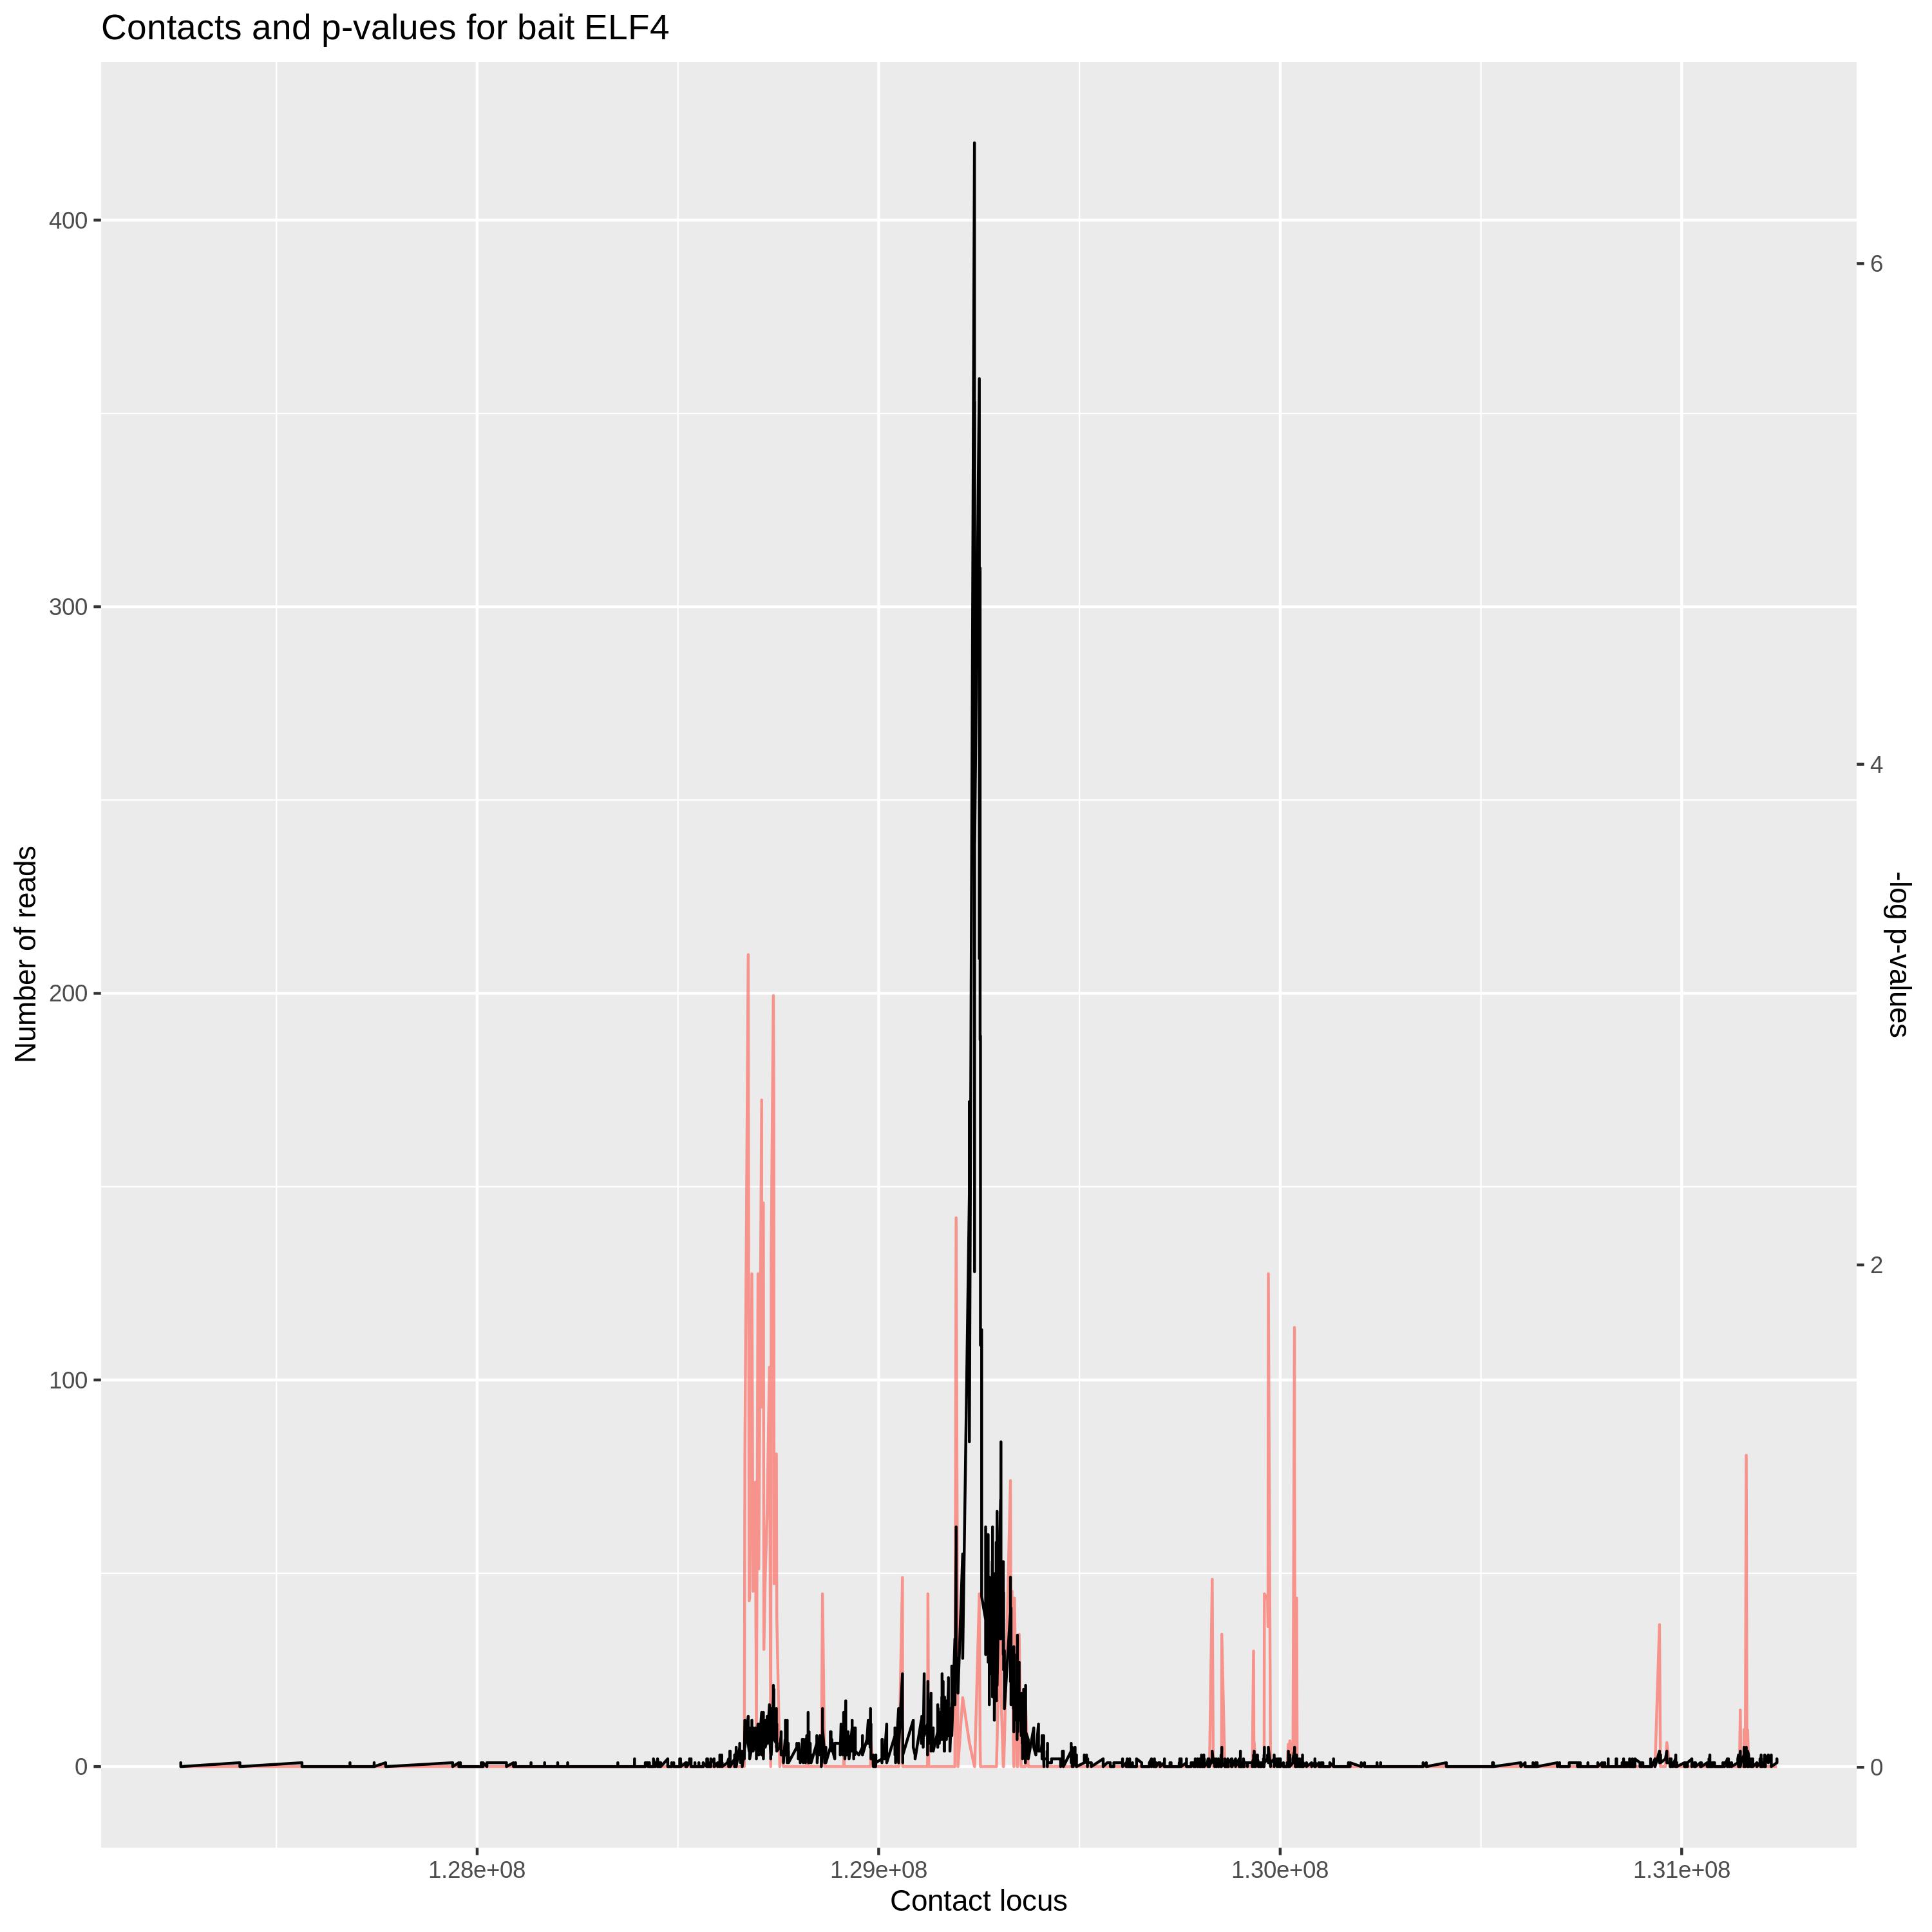 Contacts and p-values for bait ELF4
400
300
200
100
0
Number of reads
6
4
2
0
-log p-values
1.28e+08
1.29e+08
1.30e+08
1.31e+08
Contact locus